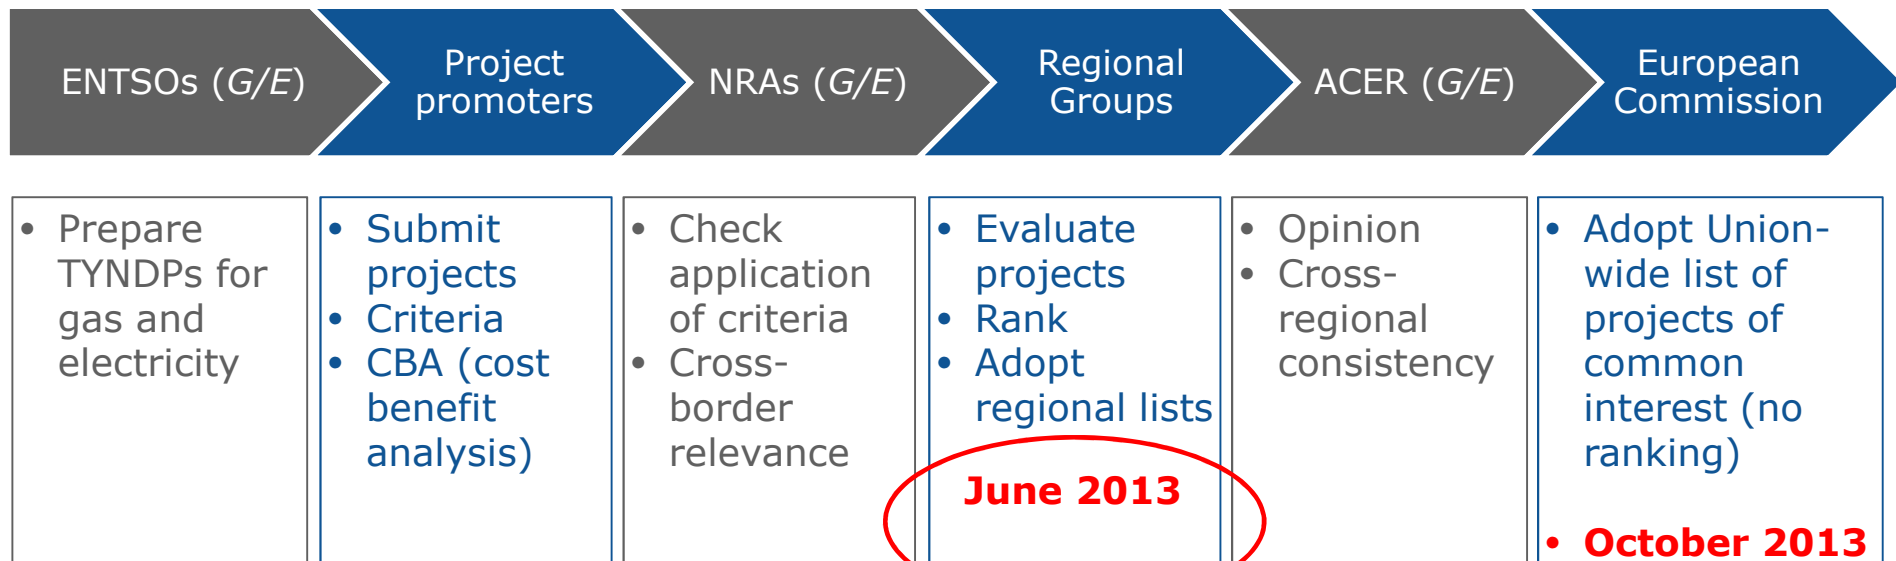 ENTSOs (G/E)
Project
promoters
NRAs (G/E)
Regional
Groups
ACER (G/E)
European
Commission
• Prepare
TYNDPs for
gas and
electricity
• Submit
projects
• Criteria
• CBA (cost
benefit
analysis)
• Check
application
of criteria
• Cross-
border
relevance
• Evaluate
projects
• Rank
• Adopt
regional lists
June 2013
• Opinion
• Cross-
regional
consistency
• Adopt Union-
wide list of
projects of
common
interest (no
ranking)
• October 2013